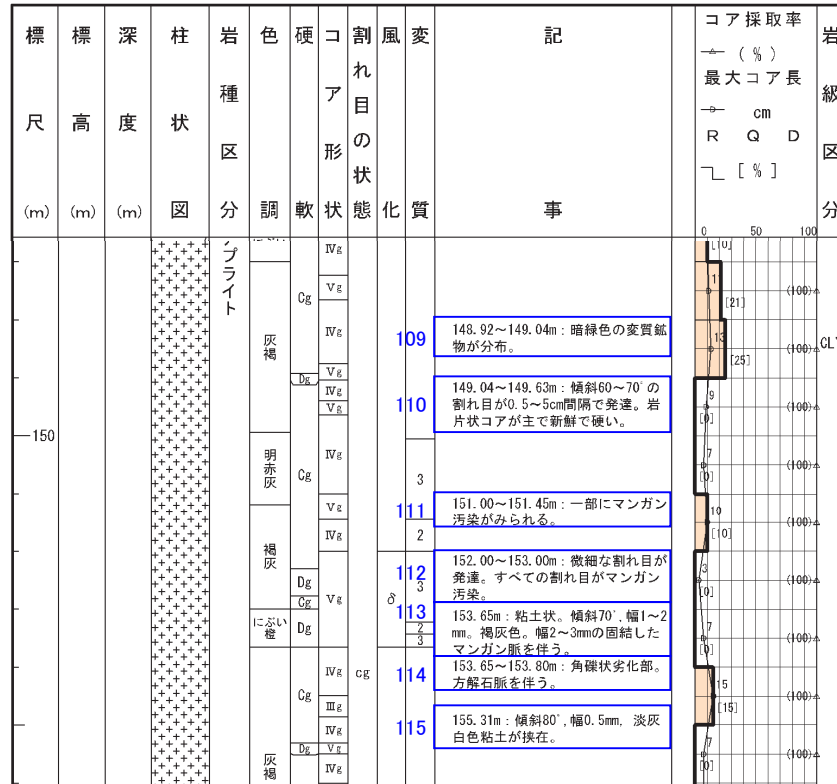 標尺(m)
標高(m)
深度(m)
柱状図
岩種区分
色調
硬軟
コア形状
割れ目の状態
風化
変質
記事
コア採取率
(%)
最大コア長
cm
R Q D
[%]
岩級区分
0 50 100
プライト
150
灰褐
明赤灰
褐灰
にぶい橙
灰褐
Cg
Dg
Cg
Dg
Cg
Dg
Cg
Dg
Ⅳg
Ⅴg
Ⅳg
Ⅴg
Ⅳg
Ⅴg
Ⅳg
Ⅴg
Ⅳg
Ⅴg
Ⅳg
Ⅲg
Ⅳg
Ⅴg
Ⅳg
cg
δ
3
2
3
2
3
109
148.92~149.04m:暗緑色の変質鉱
物が分布。
110
149.04~149.63m:傾斜60~70°の
割れ目が0.5~5cm間隔で発達。岩
片状コアが主で新鮮で硬い。
111
151.00~151.45m:一部にマンガン
汚染がみられる。
112
152.00~153.00m:微細な割れ目が
発達。すべての割れ目がマンガン
汚染。
113
153.65m:粘土状。傾斜70°,幅1~2
mm。褐灰色。幅2~3mmの固結した
マンガン脈を伴う。
114
153.65~153.80m:角礫状劣化部。
方解石脈を伴う。
115
155.31m:傾斜80°,幅0.5mm, 淡灰
白色粘土が挟在。
[10]
11 (100)
[21]
13 (100)
[25]
9 (100)
[0]
7 (100)
[0]
10 (100)
[10]
3 (100)
[0]
7 (100)
[0]
15 (100)
[15]
7 (100)
[0]